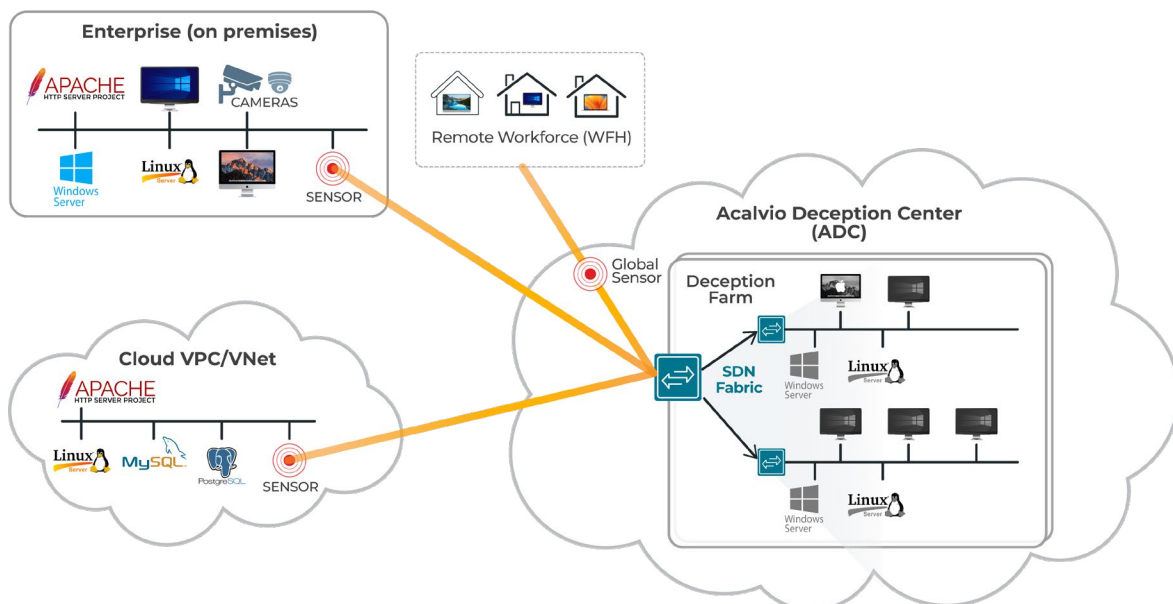 Enterprise (on premises)
APACHE
HTTP SERVER PROJECT
CAMERAS
Windows
Server
Linux
Server
SENSOR
Remote Workforce (WFH)
Cloud VPC/VNet
APACHE
HTTP SERVER PROJECT
Linux
Server
MySQL
PostgreSQL
SENSOR
Global
Sensor
Acalvio Deception Center
(ADC)
Deception
Farm
SDN
Fabric
Windows
Server
Linux
Server
Windows
Server
Linux
Server